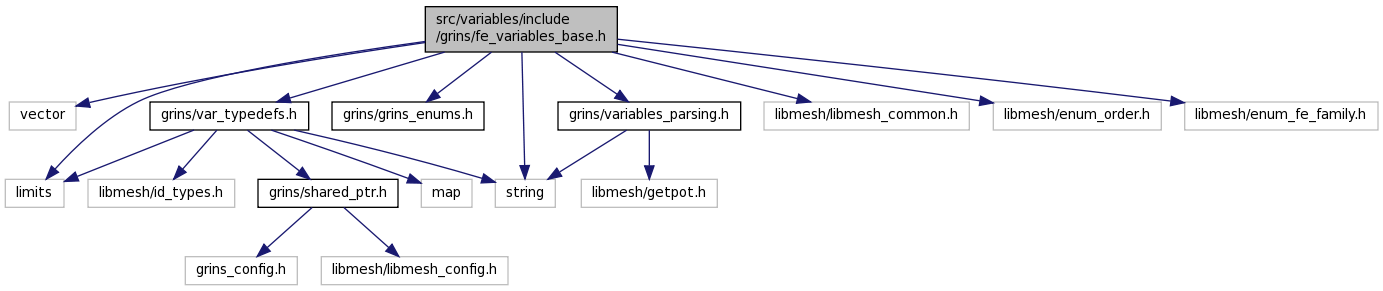 src/variables/include
/grins/fe_variables_base.h
vector
grins/var_typedefs.h
grins/grins_enums.h
grins/variables_parsing.h
libmesh/libmesh_common.h
libmesh/enum_order.h
libmesh/enum_fe_family.h
limits
libmesh/id_types.h
grins/shared_ptr.h
map
string
libmesh/getpot.h
grins_config.h
libmesh/libmesh_config.h